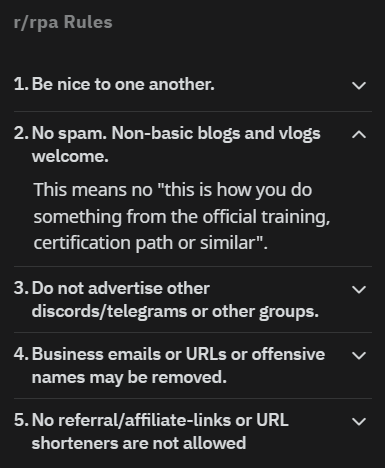 r/rpa Rules
1. Be nice to one another.
2. No spam. Non-basic blogs and vlogs
welcome.
This means no "this is how you do
something from the official training,
certification path or similar".
3. Do not advertise other
discords/telegrams or other groups.
4. Business emails or URLs or offensive
names may be removed.
5. No referral/affiliate-links or URL
shorteners are not allowed